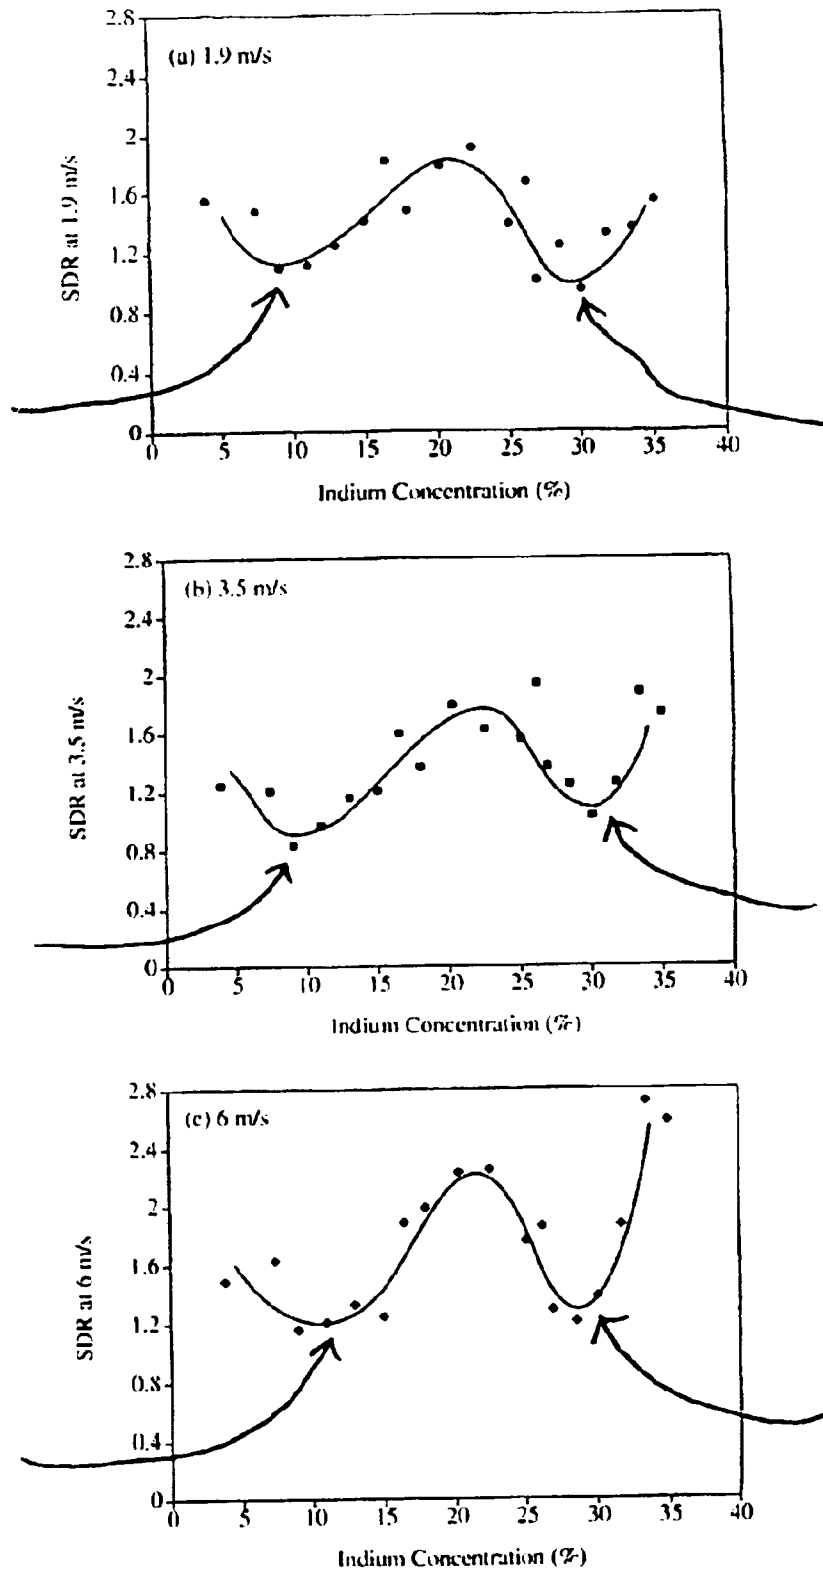 2.8
(a) 1.9 m/s
2.4
2
1.6
1.2
0.8
0.4
0
SDR at 1.9 m/s
0 5 10 15 20 25 30 35 40
Indium Concentration (%)
2.8
(b) 3.5 m/s
2.4
2
1.6
1.2
0.8
0.4
0
SDR at 3.5 m/s
0 5 10 15 20 25 30 35 40
Indium Concentration (%)
2.8
(c) 6 m/s
2.4
2
1.6
1.2
0.8
0.4
0
SDR at 6 m/s
0 5 10 15 20 25 30 35 40
Indium Concentration (%)